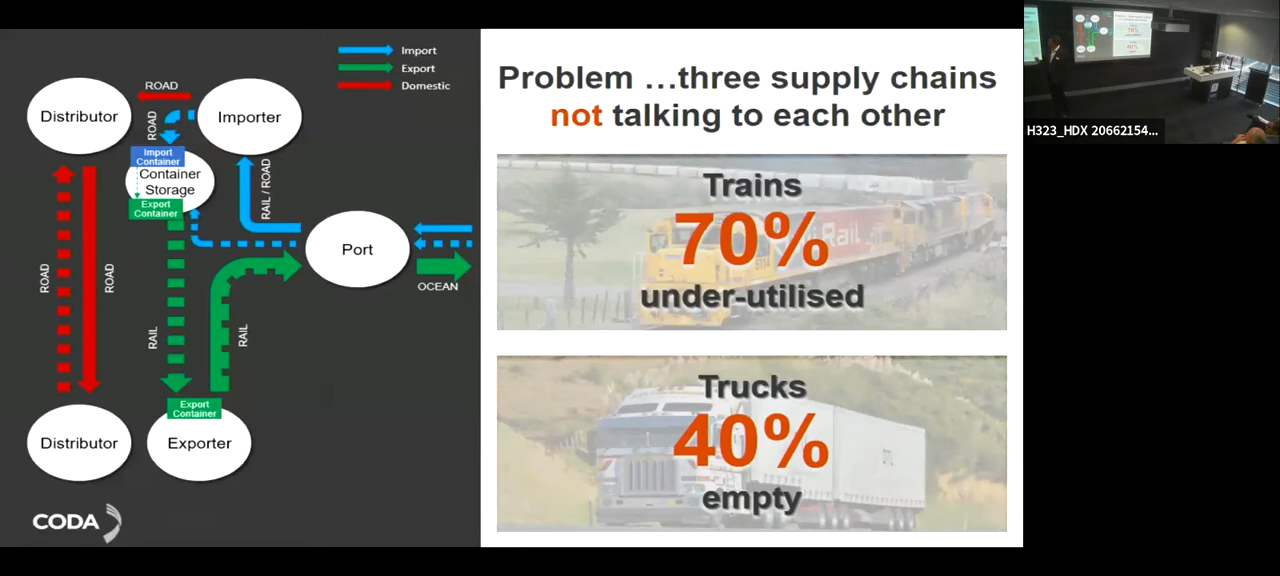 Import
Export
Domestic
ROAD
Distributor
Importer
ROAD
Import
Container
Container
Storage
Export
Container
RAIL / ROAD
Port
OCEAN
ROAD
ROAD
RAIL
RAIL
Export
Container
Distributor
Exporter
CODA
Problem ...three supply chains
not talking to each other
Trains
70%
under-utilised
Rail
Trucks
40%
empty
H323_HDX 20662154...